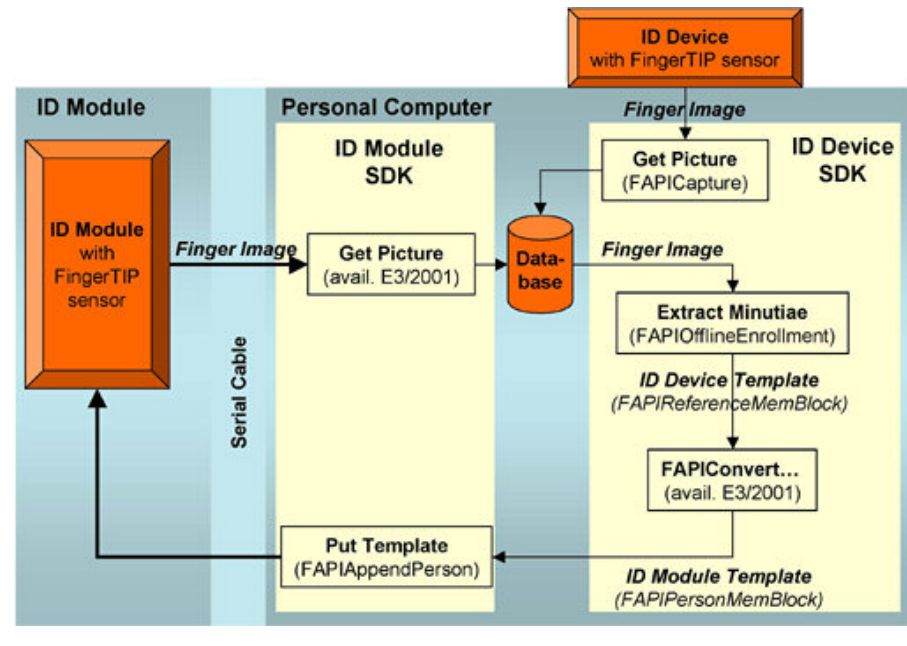 ID Device
with FingerTIP sensor
ID Module
Personal Computer
Finger Image
ID Module
SDK
ID Device
SDK
Get Picture
(FAPICapture)
ID Module
with
FingerTIP
sensor
Finger Image
Get Picture
(avail. E3/2001)
Data-
base
Finger Image
Extract Minutiae
(FAPIOfflineEnrollment)
Serial Cable
ID Device Template
(FAPIReferenceMemBlock)
FAPIConvert...
(avail. E3/2001)
Put Template
(FAPIAppendPerson)
ID Module Template
(FAPIPersonMemBlock)